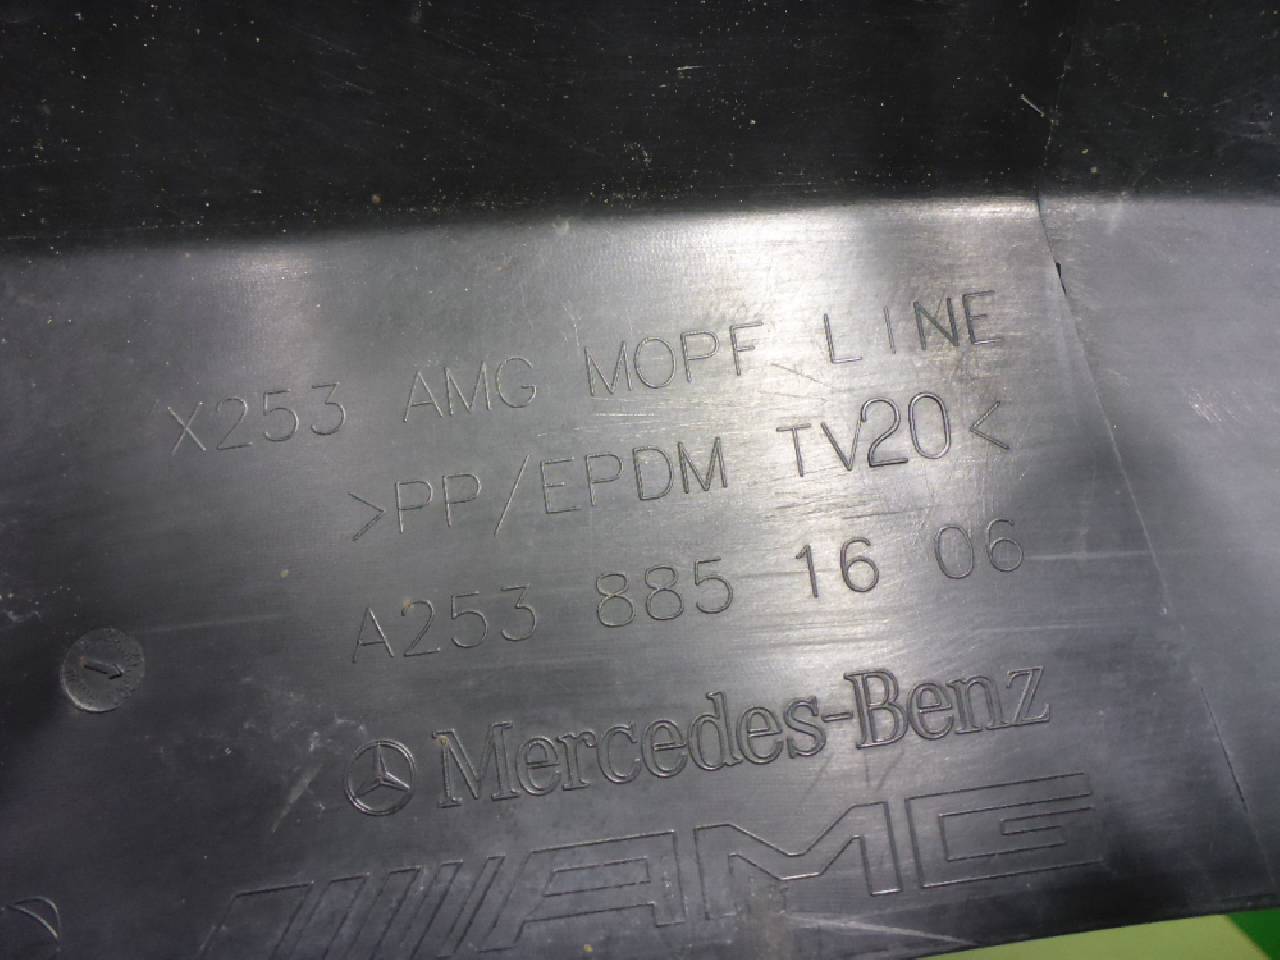 X253 AMG MOPF LINE
>PP/EPDM TV20<
A253 885 16 06
Mercedes-Benz
AMG